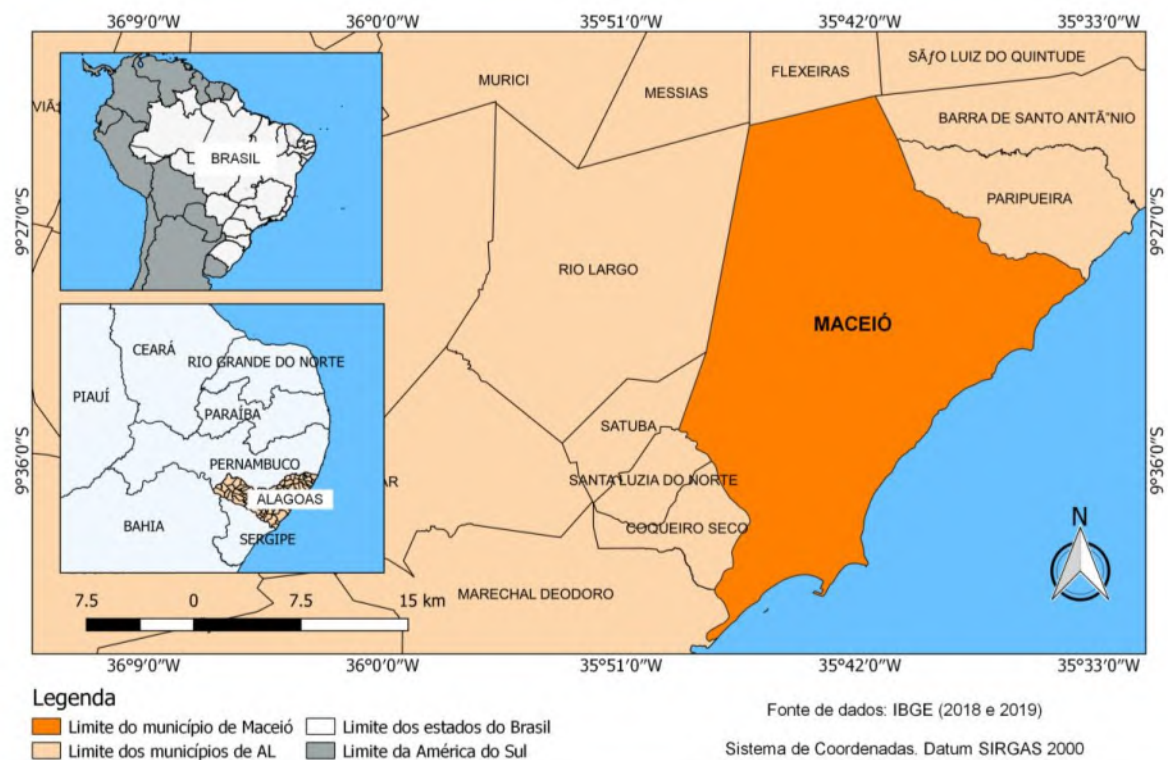 36°9'0"W 36°0'0"W 35°51'0"W 35°42'0"W 35°33'0"W
SÃƒO LUIZ DO QUINTUDE
FLEXEIRAS
MURICI
MESSIAS
BARRA DE SANTO ANTÃ"NIO
BRASIL
PARIPUEIRA
9°27'0"S
9°27'0"S
RIO LARGO
MACEIÓ
CEARÁ
RIO GRANDE DO NORTE
PIAUÍ
PARAÍBA
SATUBA
PERNAMBUCO
9°36'0"S
9°36'0"S
SANTA LUZIA DO NORTE
AR
ALAGOAS
BAHIA
SERGIPE
COQUEIRO SECO
N
MARECHAL DEODORO
7.5 0 7.5 15 km
36°9'0"W 36°0'0"W 35°51'0"W 35°42'0"W 35°33'0"W
Legenda
Limite do município de Maceió
Limite dos estados do Brasil
Limite dos municípios de AL
Limite da América do Sul
Fonte de dados: IBGE (2018 e 2019)
Sistema de Coordenadas. Datum SIRGAS 2000